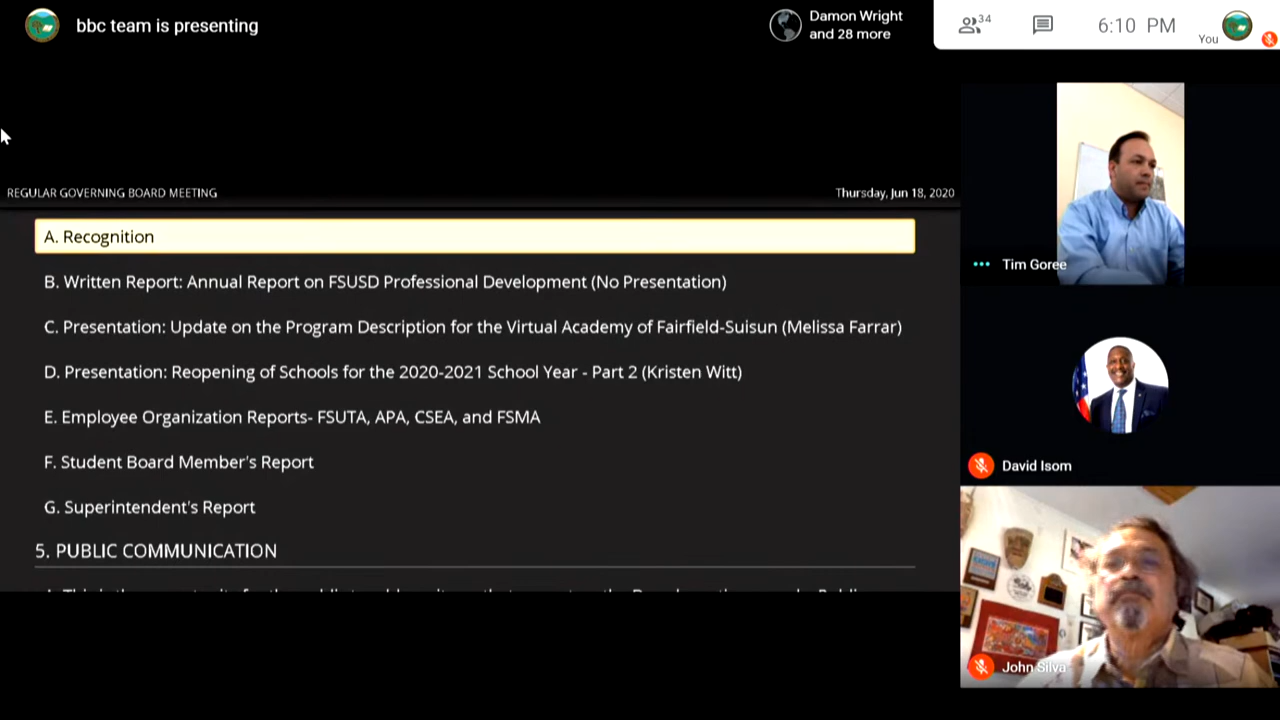 bbc team is presenting
Damon Wright
and 28 more
34
6:10 PM
You
REGULAR GOVERNING BOARD MEETING
Thursday, Jun 18, 2020
A. Recognition
B. Written Report: Annual Report on FSUSD Professional Development (No Presentation)
C. Presentation: Update on the Program Description for the Virtual Academy of Fairfield-Suisun (Melissa Farrar)
D. Presentation: Reopening of Schools for the 2020-2021 School Year - Part 2 (Kristen Witt)
E. Employee Organization Reports- FSUTA, APA, CSEA, and FSMA
F. Student Board Member's Report
G. Superintendent's Report
5. PUBLIC COMMUNICATION
Tim Goree
David Isom
John Silva